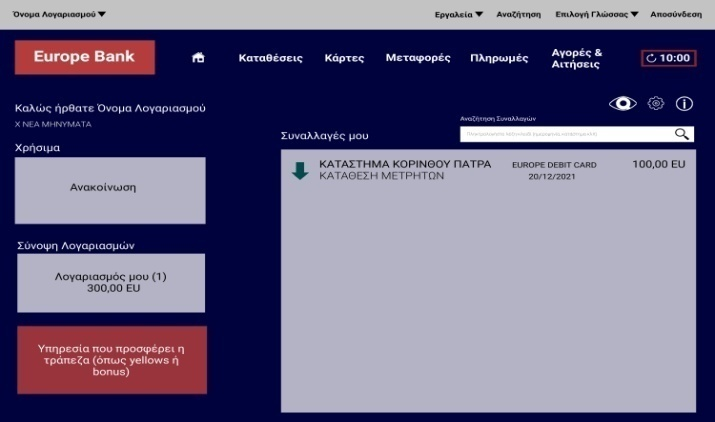 Όνομα Λογαριασμού
Εργαλεία
Αναζήτηση
Επιλογή Γλώσσας
Αποσύνδεση
Europe Bank
Καταθέσεις
Κάρτες
Μεταφορές
Πληρωμές
Αγορές &
Αιτήσεις
10:00
Καλώς ήρθατε Όνομα Λογαριασμού
Χ ΝΕΑ ΜΗΝΥΜΑΤΑ
Χρήσιμα
Ανακοίνωση
Σύνοψη Λογαριασμών
Λογαριασμός μου (1)
300,00 EU
Υπηρεσία που προσφέρει η
τράπεζα (όπως yellows ή
bonus)
Αναζήτηση Συναλλαγών
Συναλλαγές μου
ΚΑΤΑΣΤΗΜΑ ΚΟΡΙΝΘΟΥ ΠΑΤΡΑ
ΚΑΤΑΘΕΣΗ ΜΕΤΡΗΤΩΝ
EUROPE DEBIT CARD
20/12/2021
100,00 EU